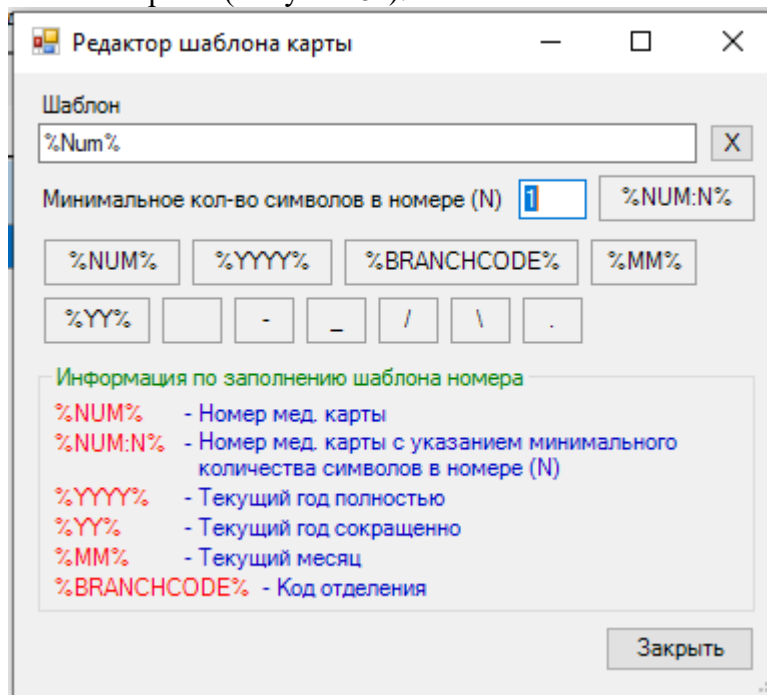 Редактор шаблона карты
Шаблон
%Num% X
Минимальное кол-во символов в номере (N) 1 %NUM:N%
%NUM% %YYYY% %BRANCHCODE% %MM%
%YY% - _ / \ .
Информация по заполнению шаблона номера
%NUM% - Номер мед. карты
%NUM:N% - Номер мед. карты с указанием минимального
количества символов в номере (N)
%YYYY% - Текущий год полностью
%YY% - Текущий год сокращенно
%MM% - Текущий месяц
%BRANCHCODE% - Код отделения
Закрыть